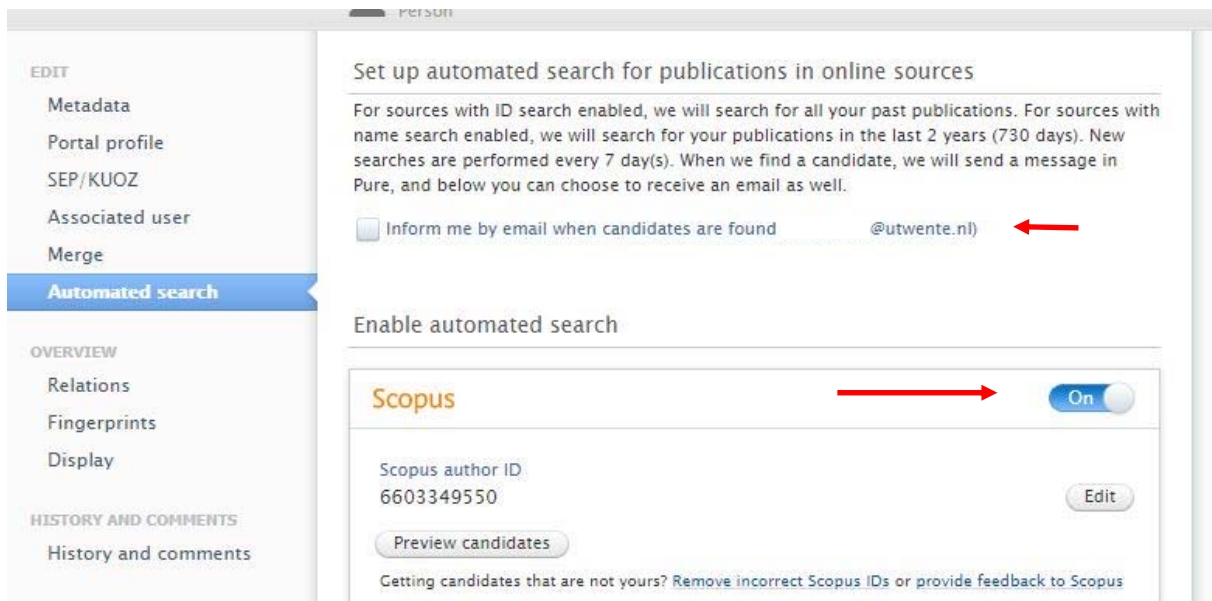 Person
EDIT
Metadata
Portal profile
SEP/KUOZ
Associated user
Merge
Automated search
OVERVIEW
Relations
Fingerprints
Display
HISTORY AND COMMENTS
History and comments
Set up automated search for publications in online sources
For sources with ID search enabled, we will search for all your past publications. For sources with
name search enabled, we will search for your publications in the last 2 years (730 days). New
searches are performed every 7 day(s). When we find a candidate, we will send a message in
Pure, and below you can choose to receive an email as well.
Inform me by email when candidates are found @utwente.nl)
Enable automated search
Scopus
On
Scopus author ID
6603349550
Edit
Preview candidates
Getting candidates that are not yours? Remove incorrect Scopus IDs or provide feedback to Scopus